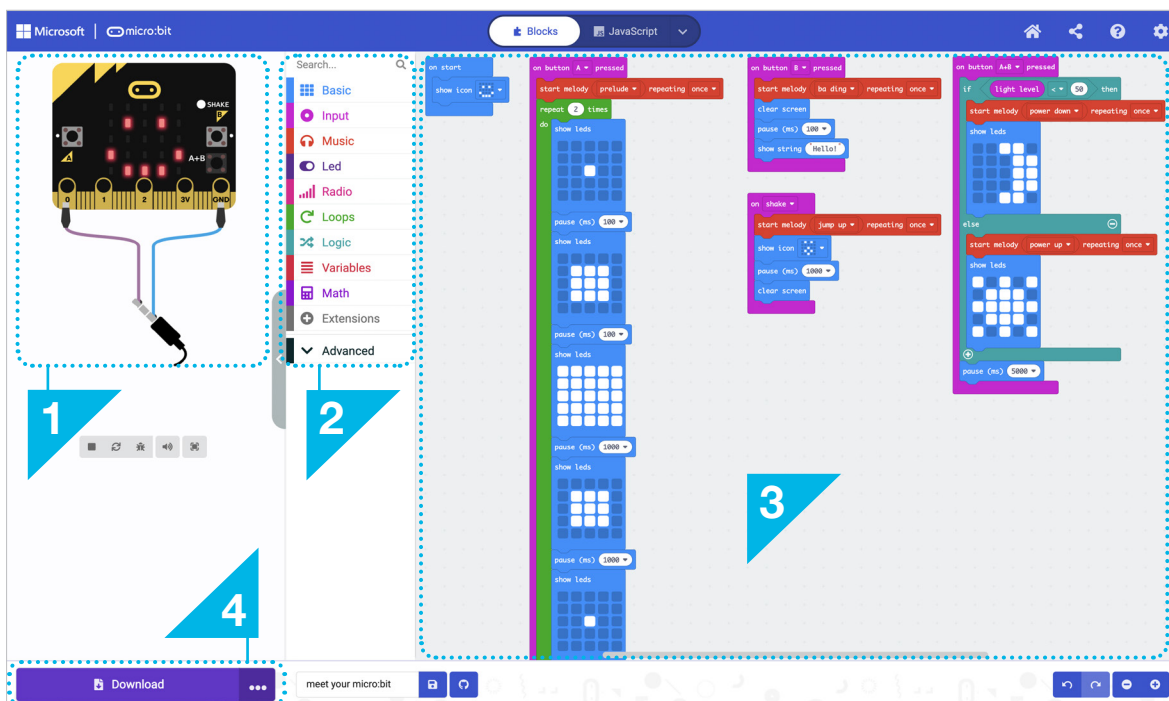 Microsoft | micro:bit
Blocks
JavaScript
SHAKE
B
A
A+B
0 1 2 3V GND
1
Search...
Basic
Input
Music
Led
Radio
Loops
Logic
Variables
Math
Extensions
Advanced
2
on start
show icon
on button A pressed
start melody prelude repeating once
repeat 2 times
do show leds
pause (ms) 100
show leds
pause (ms) 100
show leds
pause (ms) 1000
show leds
pause (ms) 1000
show leds
on button B pressed
start melody ba ding repeating once
clear screen
pause (ms) 100
show string "Hello!"
on shake
start melody jump up repeating once
show icon
pause (ms) 1000
clear screen
on button A+B pressed
if light level < 50 then
start melody power down repeating once
show leds
else
start melody power up repeating once
show leds
pause (ms) 5000
3
4
Download
meet your micro:bit